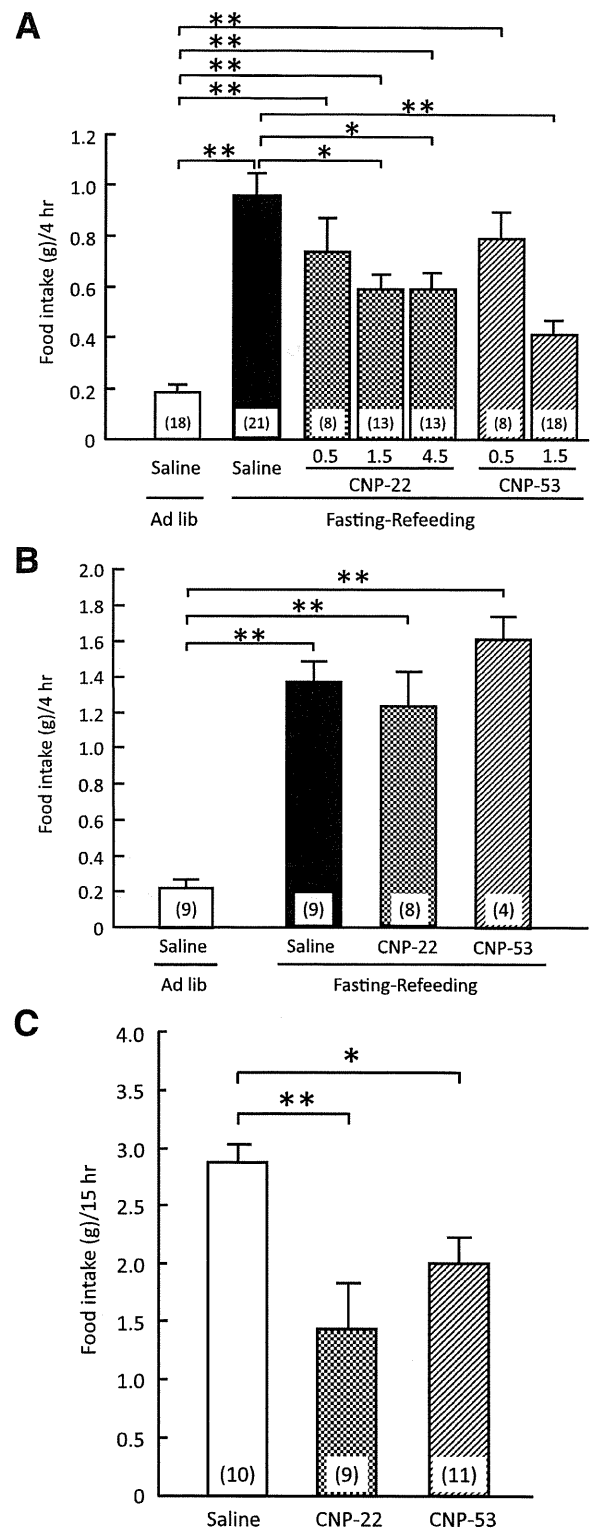 A
**
**
**
**
**
*
** *
Food intake (g)/4 hr
1.2
1.0
0.8
0.6
0.4
0.2
0
(18) (21) (8) (13) (13) (8) (18)
0.5 1.5 4.5 0.5 1.5
Saline Saline
CNP-22 CNP-53
Ad lib Fasting-Refeeding
B
**
**
**
Food intake (g)/4 hr
2.0
1.8
1.6
1.4
1.2
1.0
0.8
0.6
0.4
0.2
0
(9) (9) (8) (4)
Saline Saline CNP-22 CNP-53
Ad lib Fasting-Refeeding
C
*
**
Food intake (g)/15 hr
4.0
3.5
3.0
2.5
2.0
1.5
1.0
0.5
0
(10) (9) (11)
Saline CNP-22 CNP-53